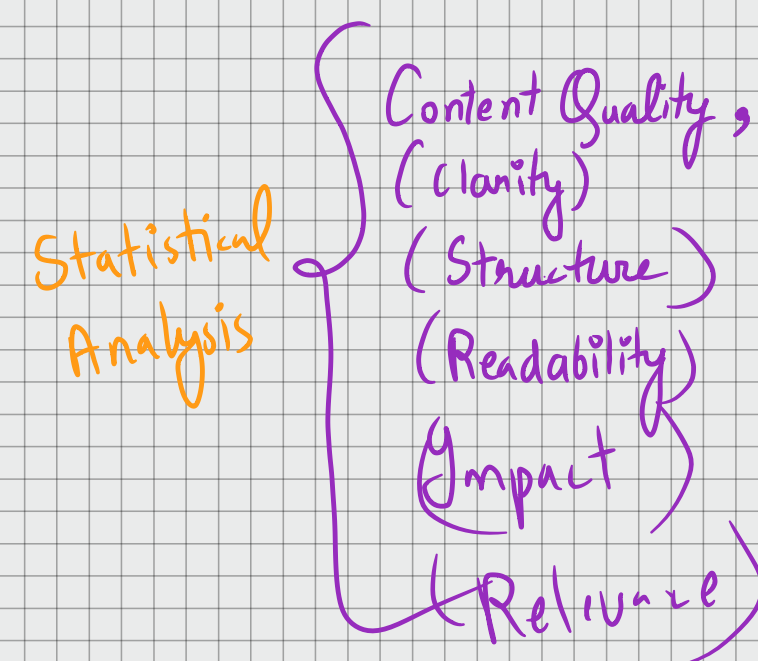 Statistical
Analysis
Content Quality,
(Clarity)
(Structure)
(Readability)
(Impact)
(Relevance)